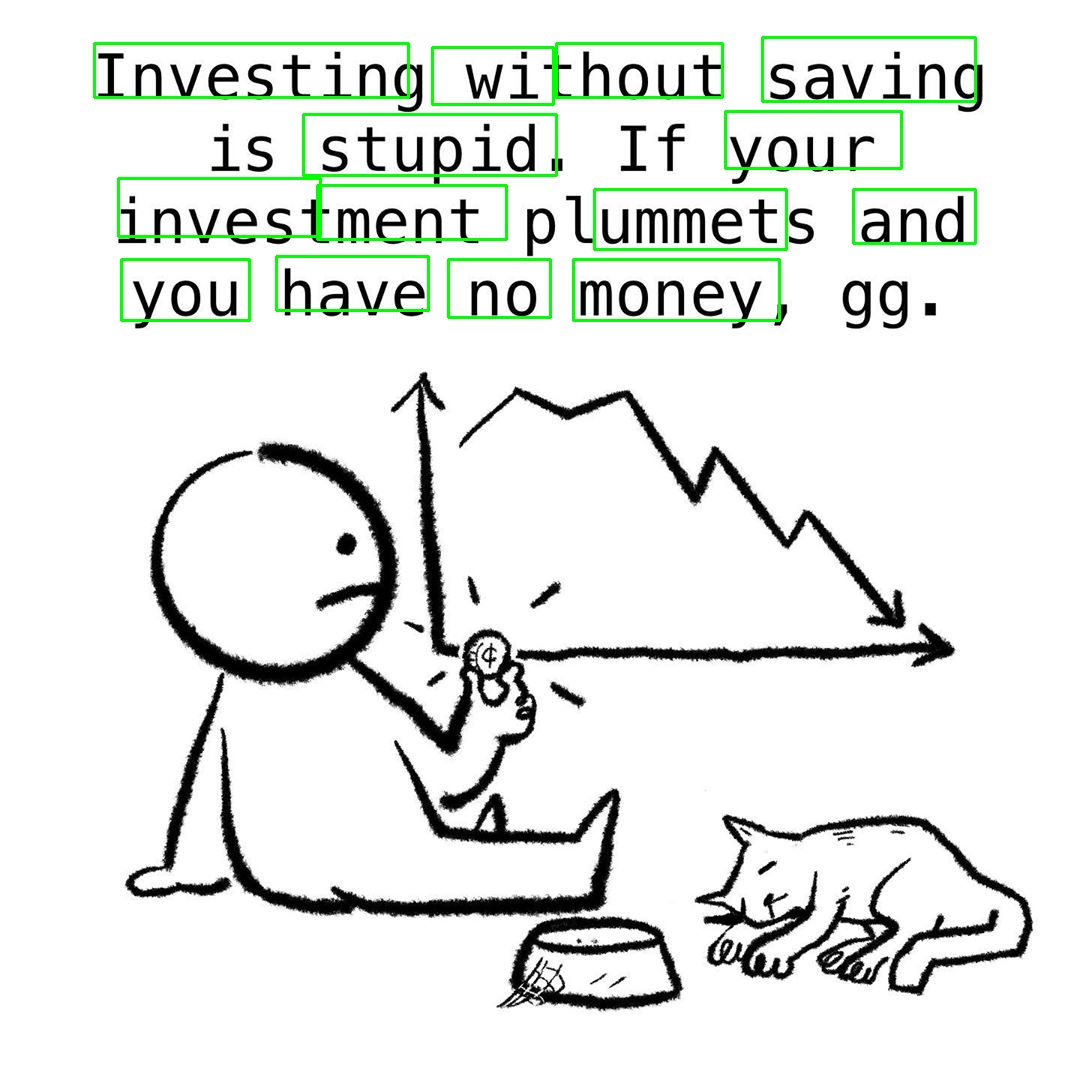 Investing without saving
is stupid. If your
investment plummets and
you have no money, gg.
¢